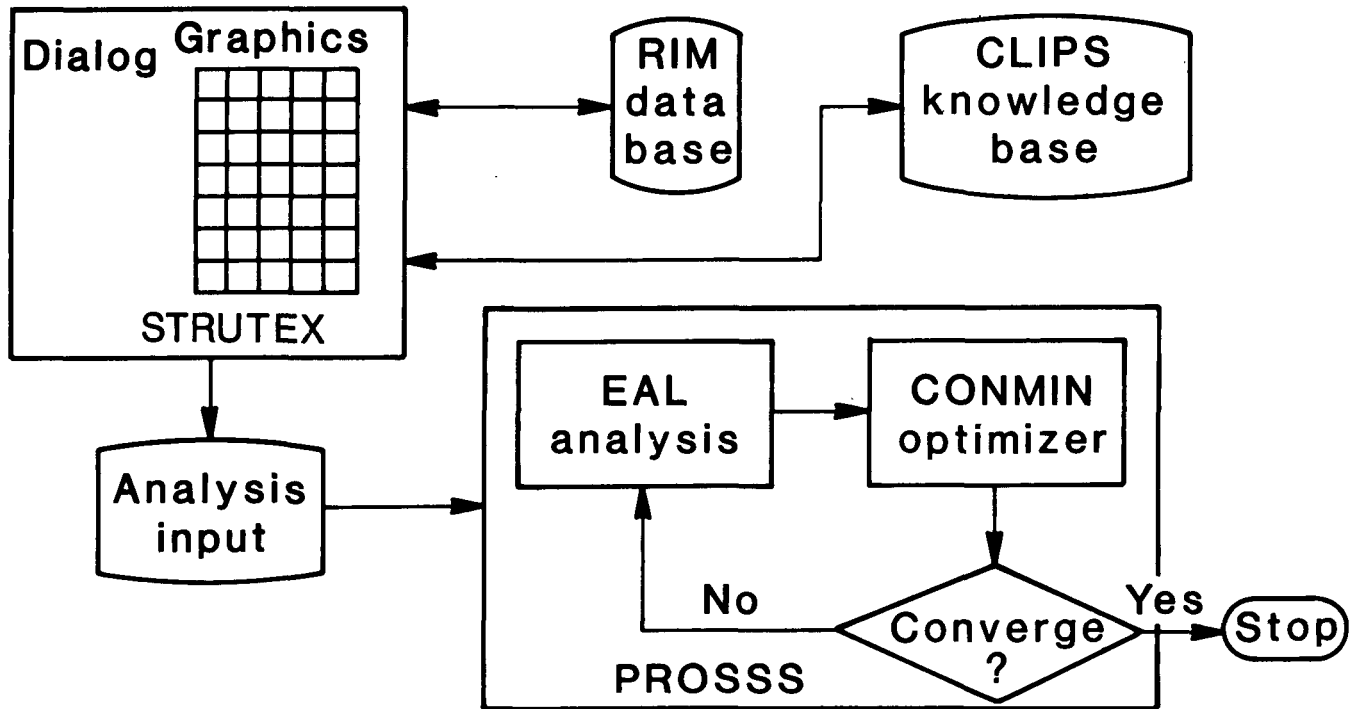 Dialog
Graphics
STRUTEX
RIM
data
base
CLIPS
knowledge
base
Analysis
input
EAL
analysis
CONMIN
optimizer
No
Converge
?
Yes
Stop
PROSSS